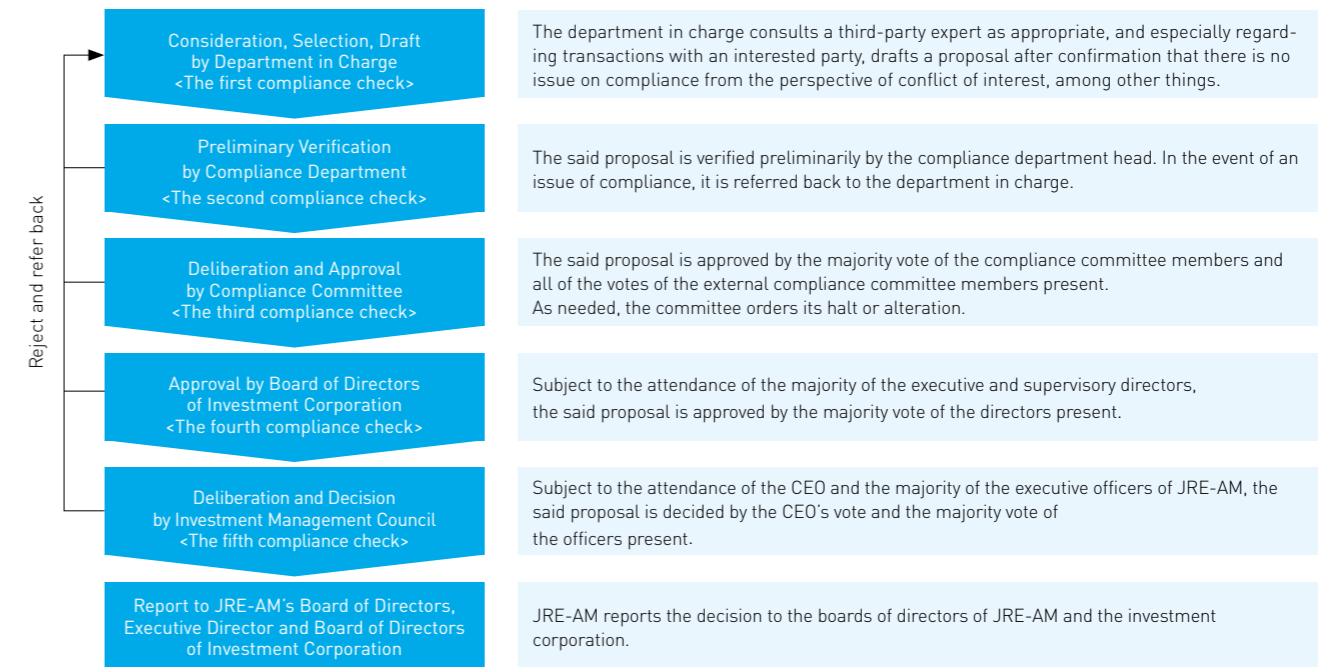 Reject and refer back
Consideration, Selection, Draft
by Department in Charge
<The first compliance check>
The department in charge consults a third-party expert as appropriate, and especially regard-
ing transactions with an interested party, drafts a proposal after confirmation that there is no
issue on compliance from the perspective of conflict of interest, among other things.
Preliminary Verification
by Compliance Department
<The second compliance check>
The said proposal is verified preliminarily by the compliance department head. In the event of an
issue of compliance, it is referred back to the department in charge.
Deliberation and Approval
by Compliance Committee
<The third compliance check>
The said proposal is approved by the majority vote of the compliance committee members and
all of the votes of the external compliance committee members present.
As needed, the committee orders its halt or alteration.
Approval by Board of Directors
of Investment Corporation
<The fourth compliance check>
Subject to the attendance of the majority of the executive and supervisory directors,
the said proposal is approved by the majority vote of the directors present.
Deliberation and Decision
by Investment Management Council
<The fifth compliance check>
Subject to the attendance of the CEO and the majority of the executive officers of JRE-AM, the
said proposal is decided by the CEO's vote and the majority vote of
the officers present.
Report to JRE-AM's Board of Directors,
Executive Director and Board of Directors
of Investment Corporation
JRE-AM reports the decision to the boards of directors of JRE-AM and the investment
corporation.